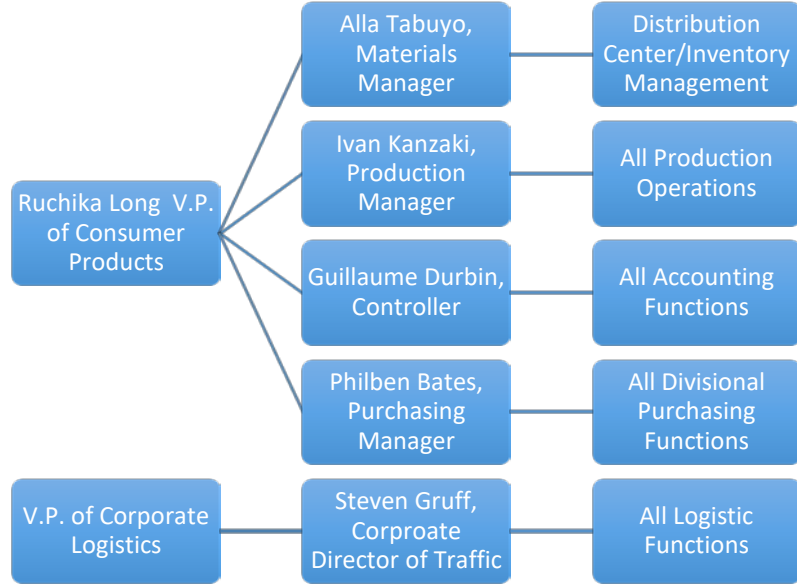 Alla Tabuyo,
Materials
Manager
Distribution
Center/Inventory
Management
Ivan Kanzaki,
Production
Manager
All Production
Operations
Ruchika Long  V.P.
of Consumer
Products
Guillaume Durbin,
Controller
All Accounting
Functions
Philben Bates,
Purchasing
Manager
All Divisional
Purchasing
Functions
V.P. of Corporate
Logistics
Steven Gruff,
Corproate
Director of Traffic
All Logistic
Functions